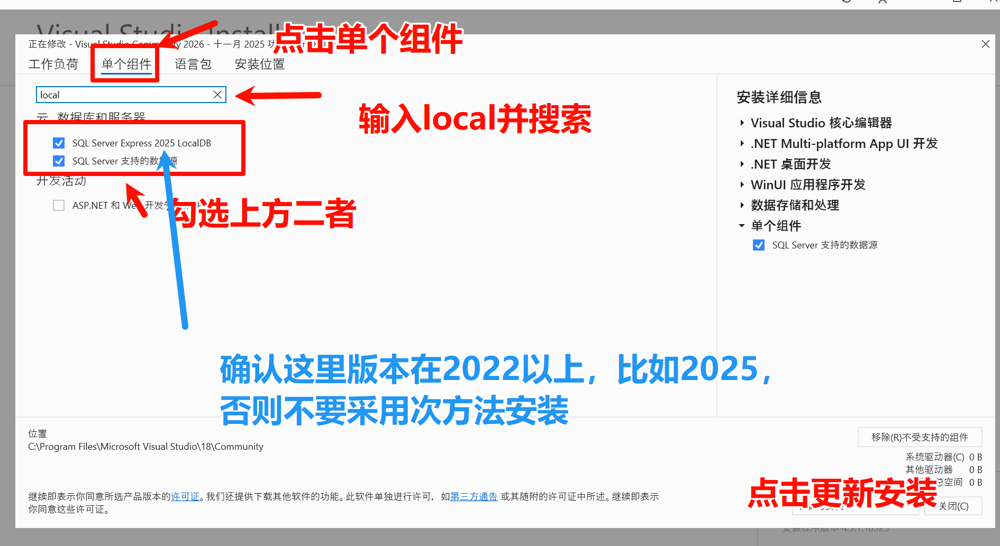 Visual Studio Install
正在修改 - Visual Studio Community 2026 - 十一月 2025 功
点击单个组件
工作负荷
单个组件
语言包
安装位置
local
输入local并搜索
云、数据库和服务器
SQL Server Express 2025 LocalDB
SQL Server 支持的数据源
开发活动
ASP.NET 和 Web 开发
勾选上方二者
确认这里版本在2022以上，比如2025，
否则不要采用次方法安装
安装详细信息
Visual Studio 核心编辑器
.NET Multi-platform App UI 开发
.NET 桌面开发
WinUI 应用程序开发
数据存储和处理
单个组件
SQL Server 支持的数据源
位置
C:\Program Files\Microsoft Visual Studio\18\Community
移除(R)不受支持的组件
系统驱动器(C) 0 B
其他驱动器 0 B
总空间 0 B
继续即表示你同意所选产品版本的许可证。我们还提供下载其他软件的功能。此软件单独进行许可，如第三方通告 或其随附的许可证中所述。继续即表示
你同意这些许可证。
点击更新安装
关闭(C)
安装程序版本